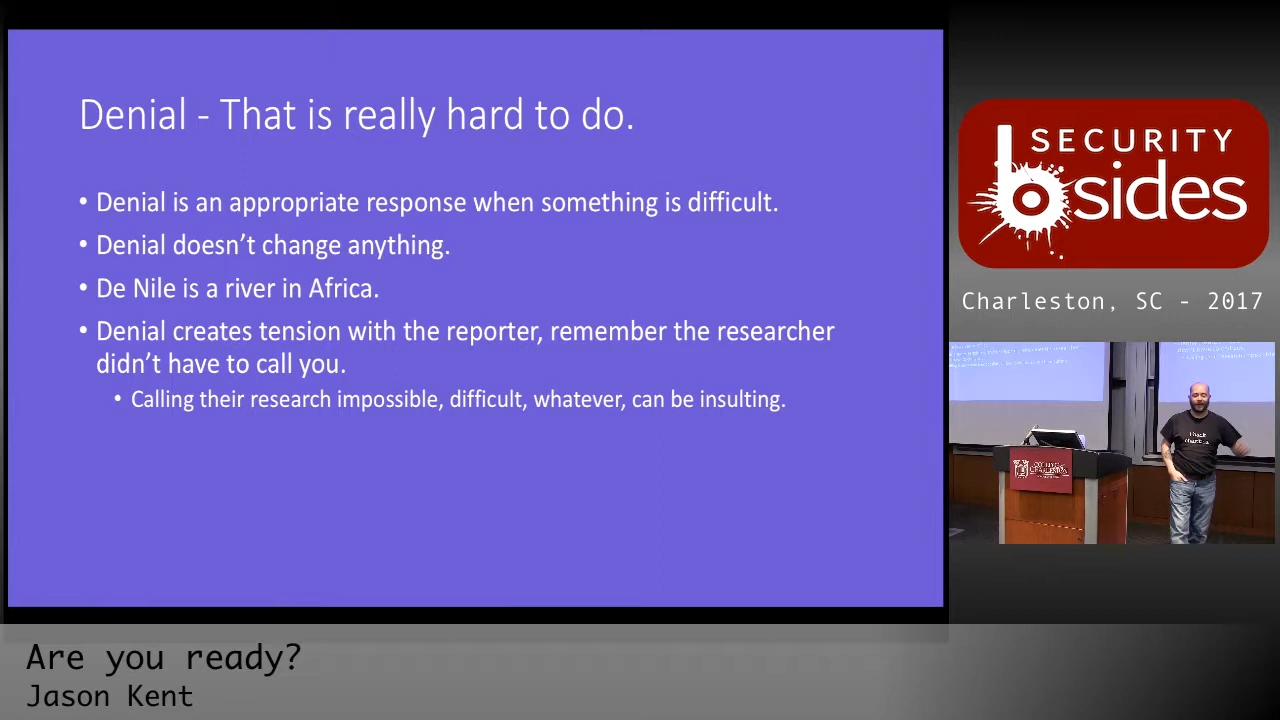 Denial - That is really hard to do.
• Denial is an appropriate response when something is difficult.
• Denial doesn’t change anything.
• De Nile is a river in Africa.
• Denial creates tension with the reporter, remember the researcher
didn’t have to call you.
• Calling their research impossible, difficult, whatever, can be insulting.
SECURITY
bsides
Charleston, SC - 2017
Are you ready?
Jason Kent